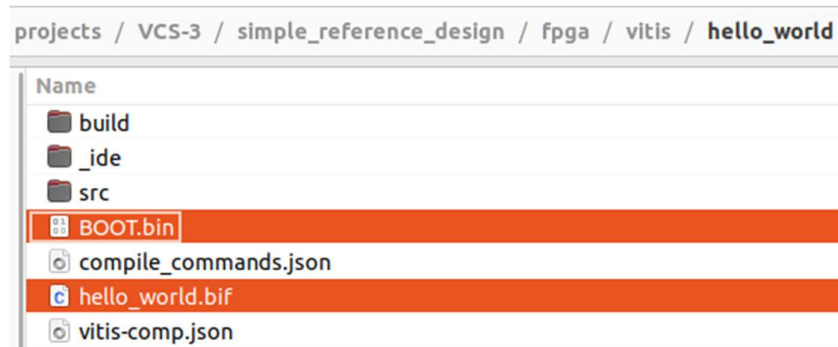 projects / VCS-3 / simple_reference_design / fpga / vitis / hello_world
Name
build
_ide
src
BOOT.bin
compile_commands.json
hello_world.bif
vitis-comp.json